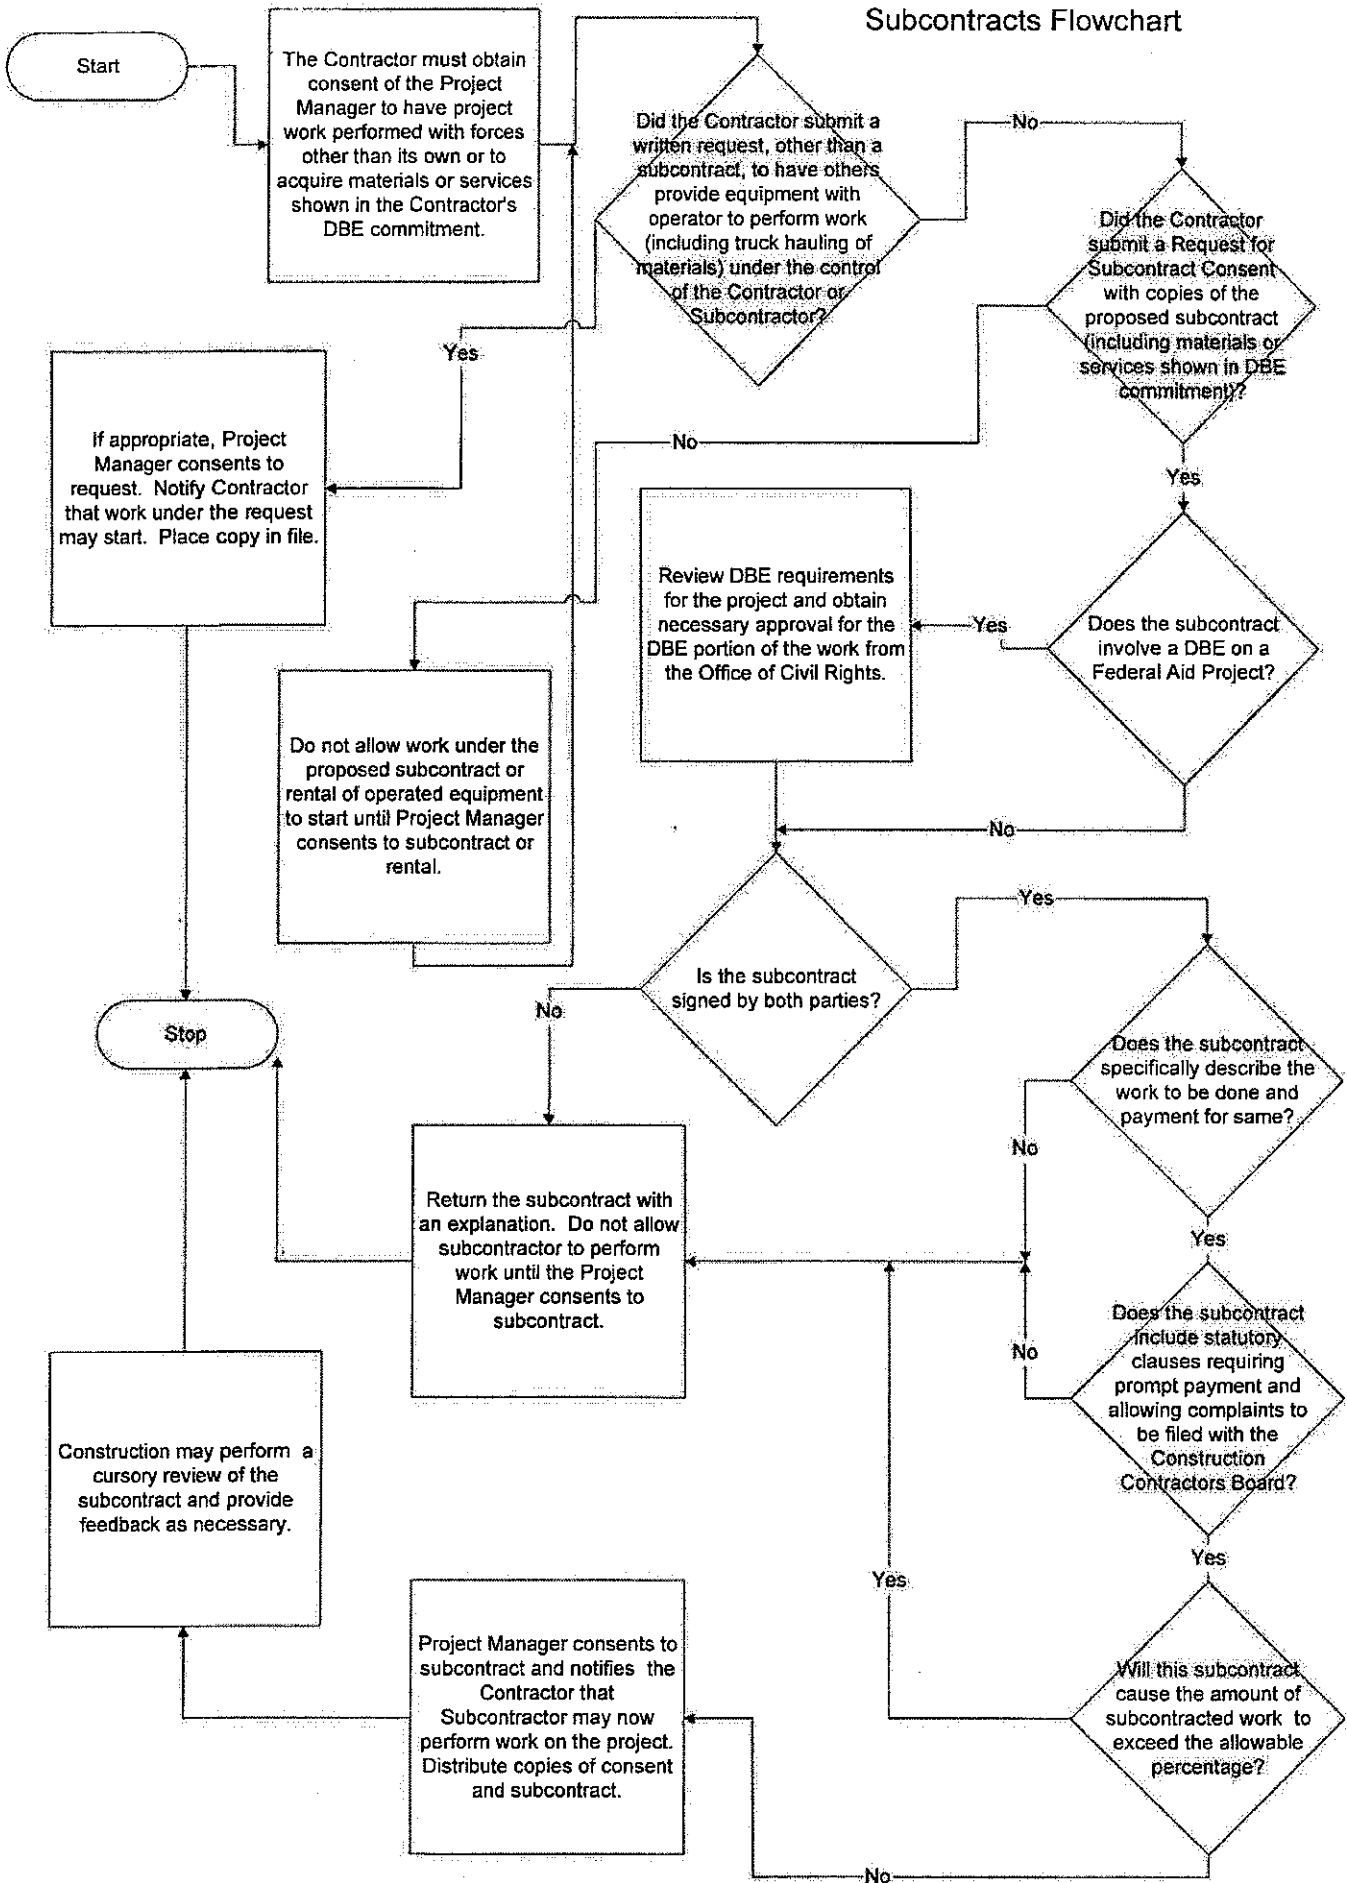 Subcontracts Flowchart
Start
The Contractor must obtain
consent of the Project
Manager to have project
work performed with forces
other than its own or to
acquire materials or services
shown in the Contractor's
DBE commitment.
Did the Contractor submit a
written request, other than a
subcontract, to have others
provide equipment with
operator to perform work
(including truck hauling of
materials) under the control
of the Contractor or
Subcontractor?
No
Did the Contractor
submit a Request for
Subcontract Consent
with copies of the
proposed subcontract
(including materials or
services shown in DBE
commitment)?
Yes
If appropriate, Project
Manager consents to
request. Notify Contractor
that work under the request
may start. Place copy in file.
No
Yes
Review DBE requirements
for the project and obtain
necessary approval for the
DBE portion of the work from
the Office of Civil Rights.
Yes
Does the subcontract
involve a DBE on a
Federal Aid Project?
Do not allow work under the
proposed subcontract or
rental of operated equipment
to start until Project Manager
consents to subcontract or
rental.
No
Yes
Is the subcontract
signed by both parties?
No
Stop
Does the subcontract
specifically describe the
work to be done and
payment for same?
No
Yes
Return the subcontract with
an explanation. Do not allow
subcontractor to perform
work until the Project
Manager consents to
subcontract.
No
Does the subcontract
include statutory
clauses requiring
prompt payment and
allowing complaints to
be filed with the
Construction
Contractors Board?
Construction may perform a
cursory review of the
subcontract and provide
feedback as necessary.
Yes
Yes
Project Manager consents to
subcontract and notifies the
Contractor that
Subcontractor may now
perform work on the project.
Distribute copies of consent
and subcontract.
Will this subcontract
cause the amount of
subcontracted work to
exceed the allowable
percentage?
No